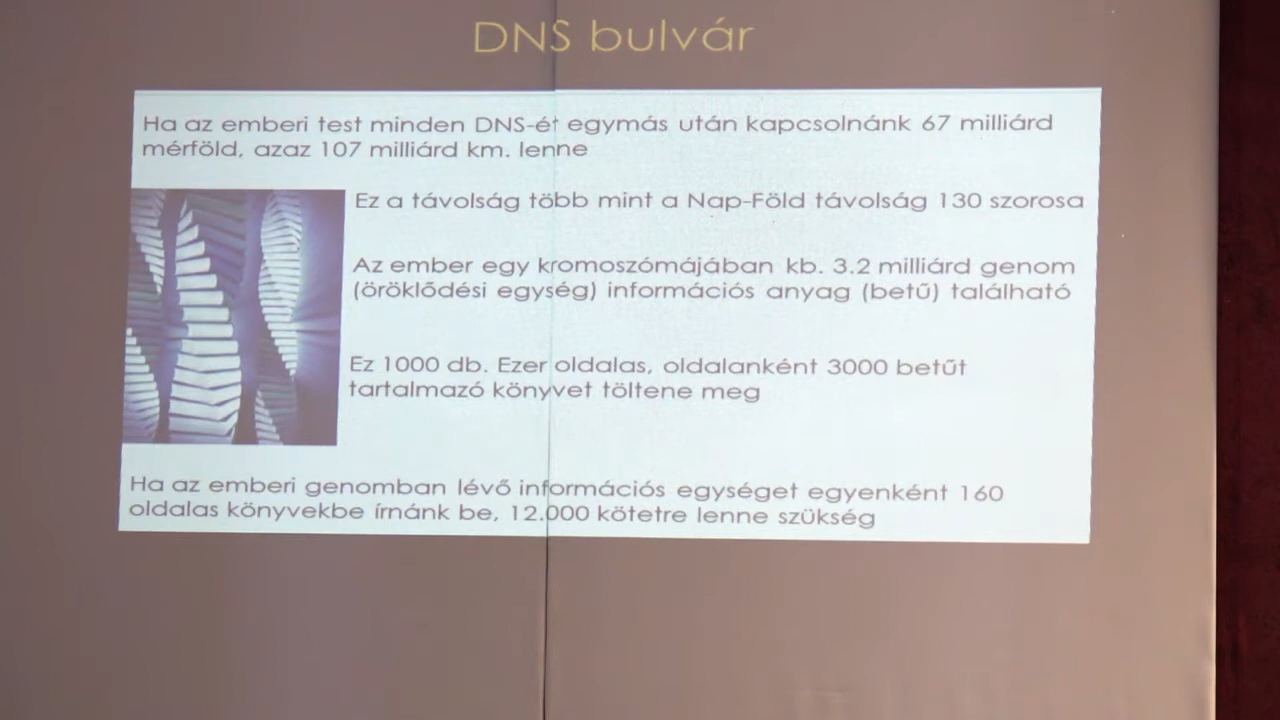 DNS bulvár
Ha az emberi test minden DNS-ét egymás után kapcsolnánk 67 milliárd
mérföld, azaz 107 milliárd km. lenne
Ez a távolság több mint a Nap-Föld távolság 130 szorosa
Az ember egy kromoszómájában kb. 3.2 milliárd genom
(öröklődési egység) információs anyag (betű) található
Ez 1000 db. Ezer oldalas, oldalanként 3000 betűt
tartalmazó könyvet töltene meg
Ha az emberi genomban lévő információs egységet egyenként 160
oldalas könyvekbe írnánk be, 12.000 kötetre lenne szükség